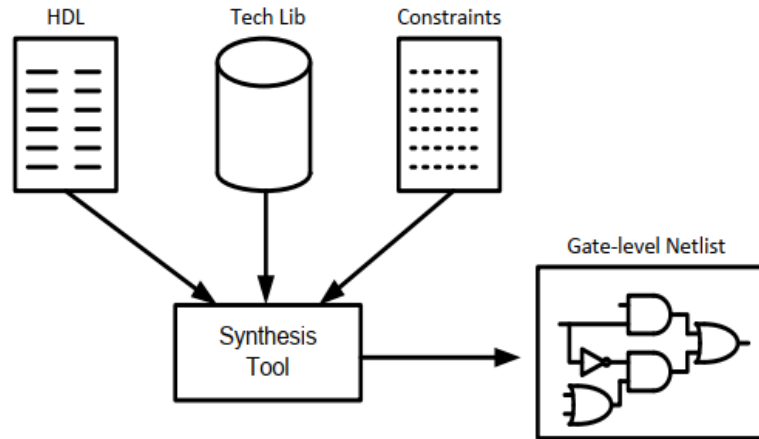 HDL
Tech Lib
Constraints
Gate-level Netlist
Synthesis
Tool